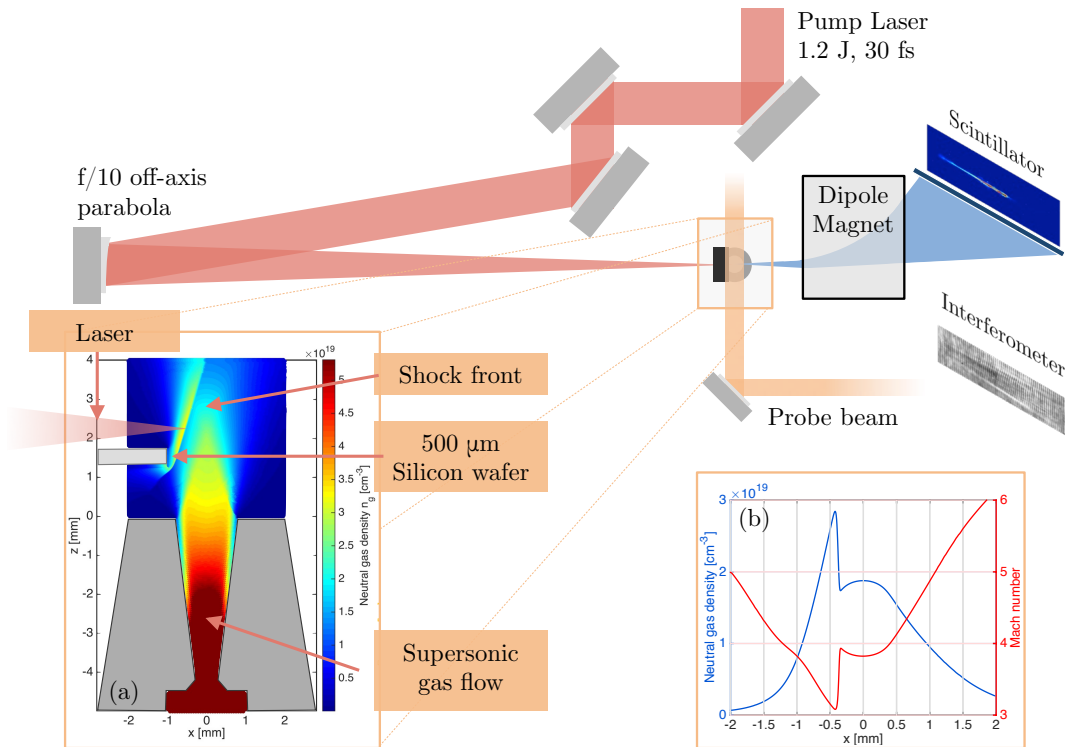 Pump Laser
1.2 J, 30 fs
f/10 off-axis
parabola
Dipole
Magnet
Scintillator
Interferometer
Probe beam
Laser
Shock front
500 µm
Silicon wafer
Supersonic
gas flow
×10¹⁹
4
3
2
1
0
-1
-2
-3
-4
z [mm]
-2
-1
0
1
2
x [mm]
(a)
5
4.5
4
3.5
3
2.5
2
1.5
1
0.5
Neutral gas density n_g [cm⁻³]
×10¹⁹
(b)
3
2
1
0
Neutral gas density [cm⁻³]
6
5
4
3
Mach number
-2
-1.5
-1
-0.5
0
0.5
1
1.5
2
x [mm]